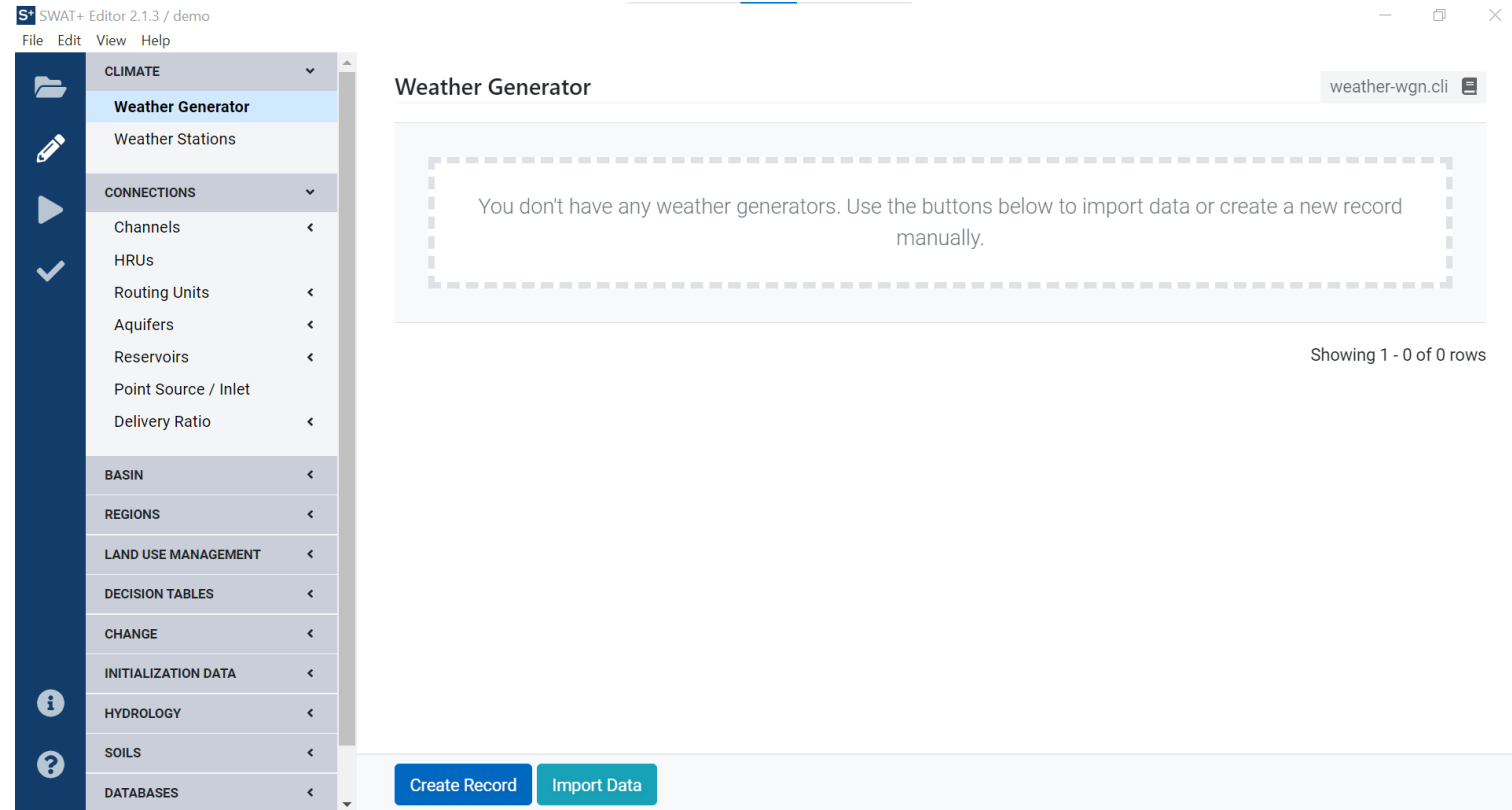 S+ SWAT+ Editor 2.1.3 / demo
File Edit View Help
CLIMATE
Weather Generator
Weather Stations
CONNECTIONS
Channels
HRUs
Routing Units
Aquifers
Reservoirs
Point Source / Inlet
Delivery Ratio
BASIN
REGIONS
LAND USE MANAGEMENT
DECISION TABLES
CHANGE
INITIALIZATION DATA
HYDROLOGY
SOILS
DATABASES
Weather Generator
weather-wgn.cli
You don't have any weather generators. Use the buttons below to import data or create a new record
manually.
Showing 1 - 0 of 0 rows
Create Record
Import Data